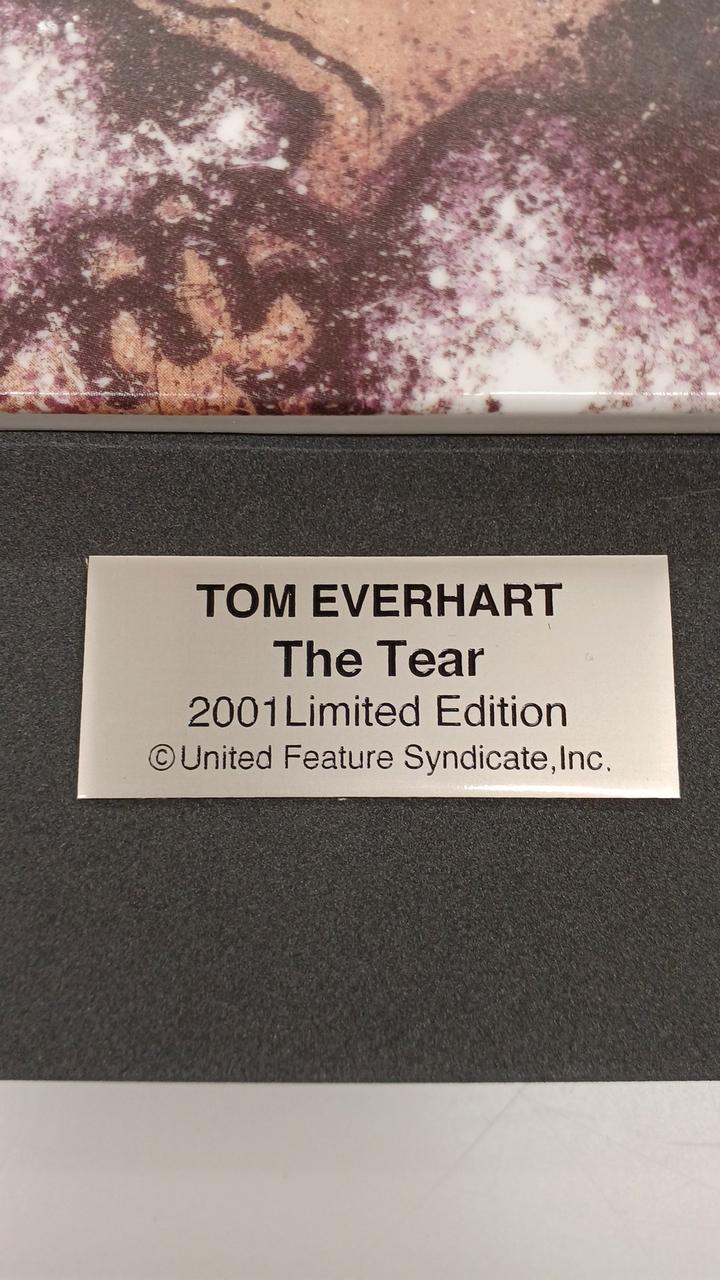 TOM EVERHART
The Tear
2001Limited Edition
©United Feature Syndicate,Inc.